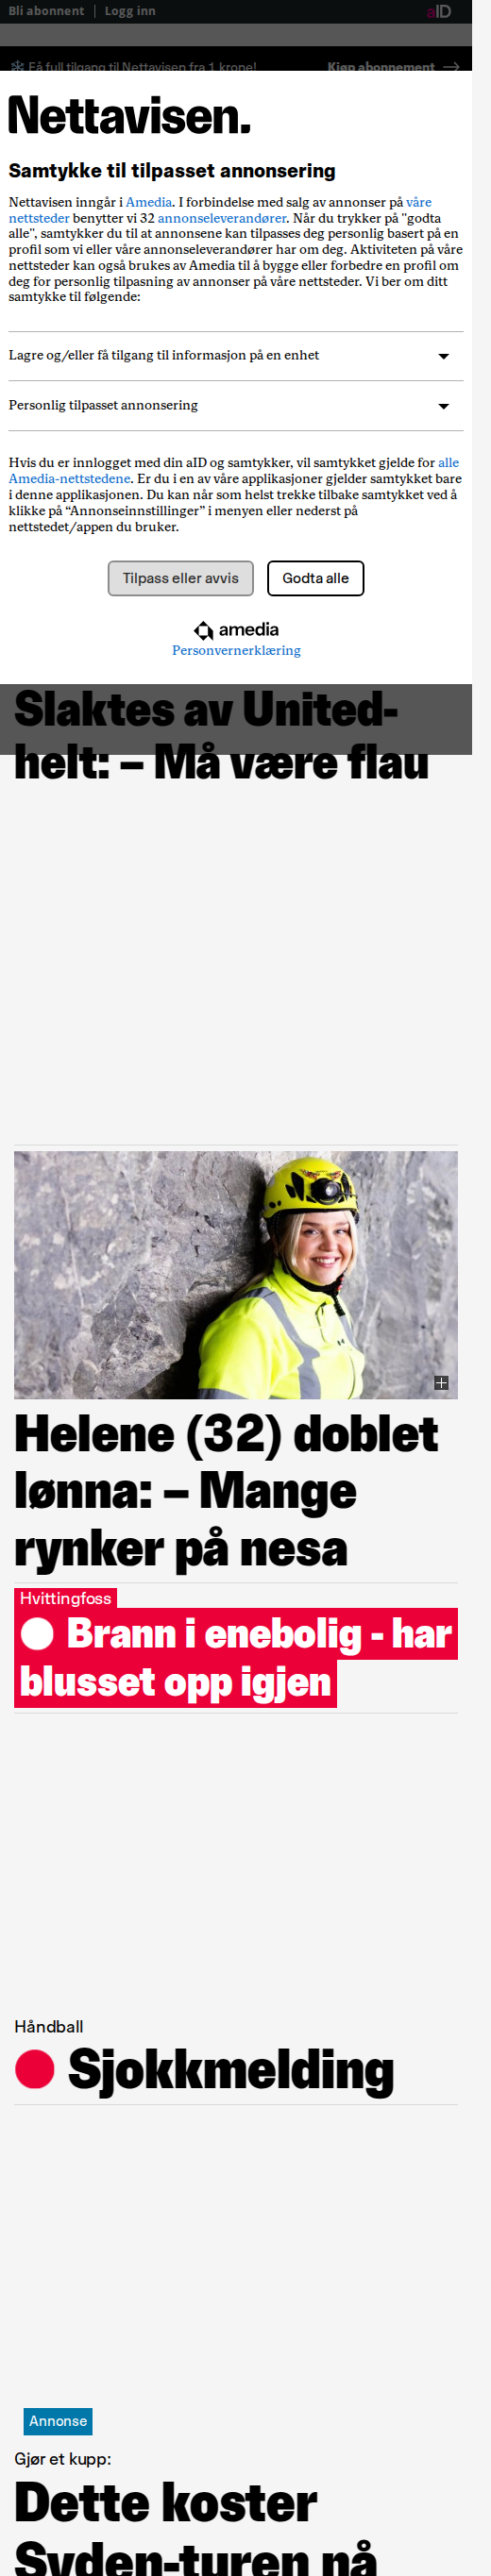 Bli abonnent | Logg inn
aID
Få full tilgang til Nettavisen fra 1 krone! Kjøp abonnement
Nettavisen.
Samtykke til tilpasset annonsering
Nettavisen inngår i Amedia. I forbindelse med salg av annonser på våre
nettsteder benytter vi 32 annonseleverandører. Når du trykker på "godta
alle", samtykker du til at annonsene kan tilpasses deg personlig basert på en
profil som vi eller våre annonseleverandører har om deg. Aktiviteten på våre
nettsteder kan også brukes av Amedia til å bygge eller forbedre en profil om
deg for personlig tilpasning av annonser på våre nettsteder. Vi ber om ditt
samtykke til følgende:
Lagre og/eller få tilgang til informasjon på en enhet
Personlig tilpasset annonsering
Hvis du er innlogget med din aID og samtykker, vil samtykket gjelde for alle
Amedia-nettstedene. Er du i en av våre applikasjoner gjelder samtykket bare
i denne applikasjonen. Du kan når som helst trekke tilbake samtykket ved å
klikke på “Annonseinnstillinger” i menyen eller nederst på
nettstedet/appen du bruker.
Tilpass eller avvis
Godta alle
amedia
Personvernerklæring
Slaktes av United-
helt: – Må være flau
Helene (32) doblet
lønna: – Mange
rynker på nesa
Hvittingfoss
Brann i enebolig - har
blusset opp igjen
Håndball
Sjokkmelding
Annonse
Gjør et kupp:
Dette koster
Syden-turen nå